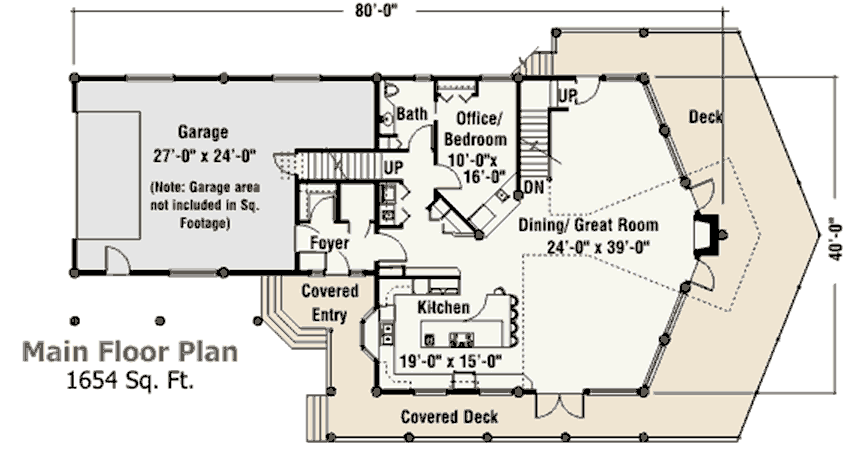 80'-0"
UP
Deck
Bath
Office/
Bedroom
10'-0"x
16'-0"
Garage
27'-0" x 24'-0"
(Note: Garage area
not included in Sq.
Footage)
UP
DN
Dining/ Great Room
24'-0" x 39'-0"
40'-0"
Foyer
Covered
Entry
Kitchen
19'-0" x 15'-0"
Main Floor Plan
1654 Sq. Ft.
Covered Deck